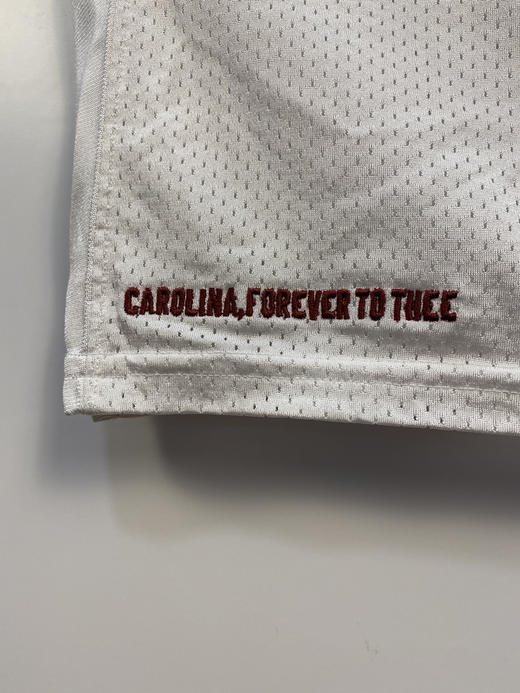 CAROLINA, FOREVER TO THEE